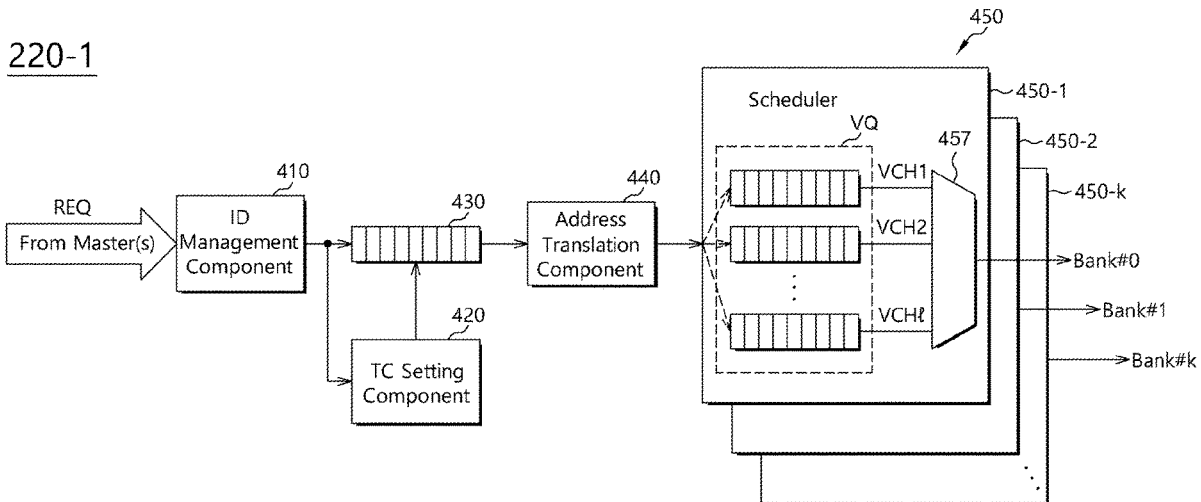 220-1
450
Scheduler
450-1
VQ
457
450-2
410
430
440
VCH1
450-k
REQ
From Master(s)
ID
Management
Component
Address
Translation
Component
VCH2
Bank#0
420
VCHℓ
Bank#1
TC Setting
Component
Bank#k